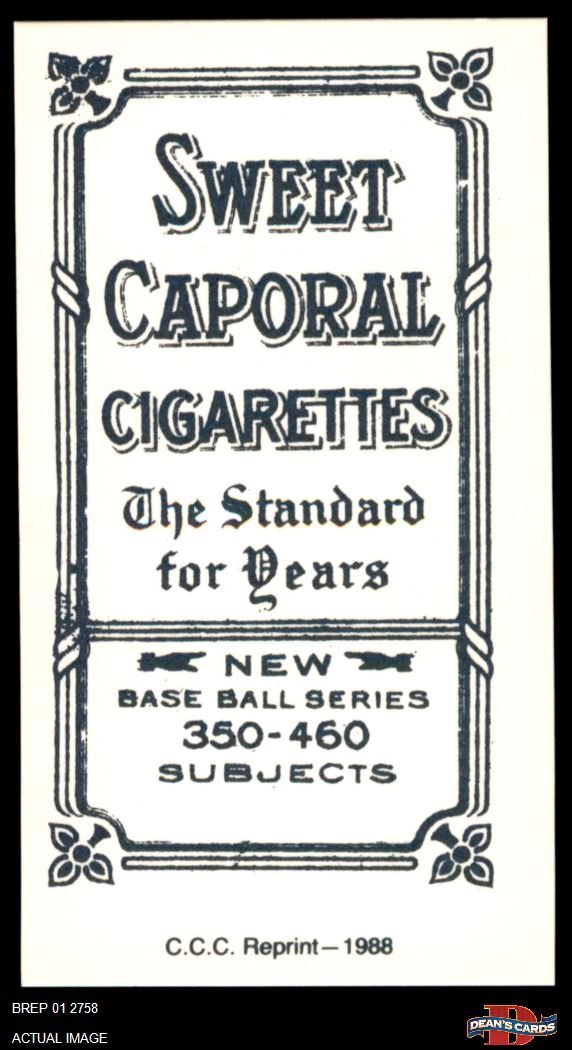 SWEET
CAPORAL
CIGARETTES
The Standard
for Years
NEW
BASE BALL SERIES
350-460
SUBJECTS
C.C.C. Reprint—1988
BREP 01 2758
ACTUAL IMAGE
D
DEAN'S CARDS